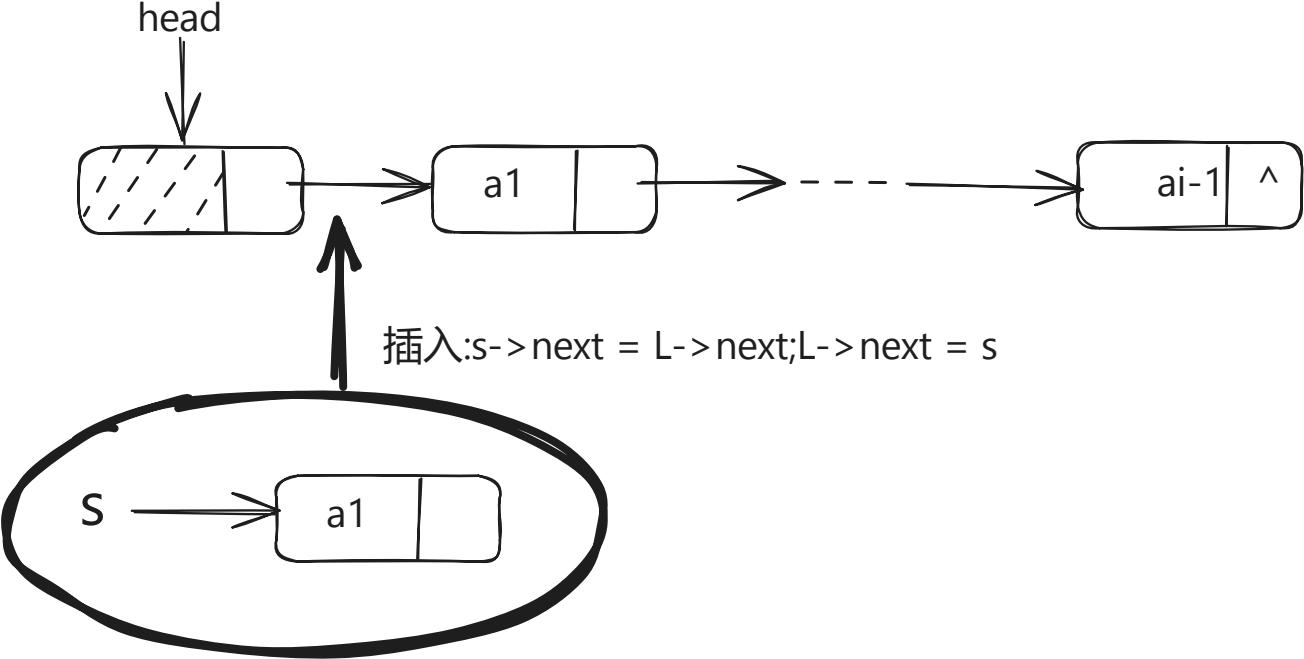 head
a1
ai-1 ^
插入:s->next = L->next;L->next = s
s
a1